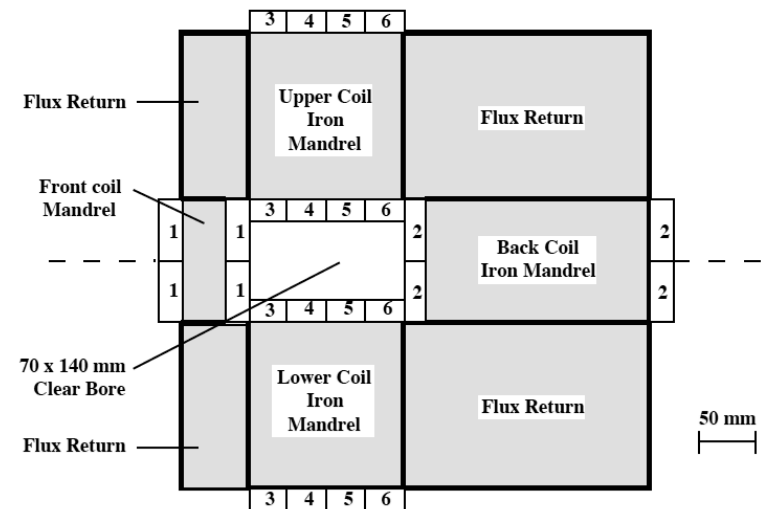 3 4 5 6
Flux Return
Upper Coil
Iron
Mandrel
Flux Return
Front coil
Mandrel
1 1
3 4 5 6
2
Back Coil
Iron Mandrel
2
1 1
2
2
3 4 5 6
70 x 140 mm
Clear Bore
Lower Coil
Iron
Mandrel
Flux Return
50 mm
Flux Return
3 4 5 6